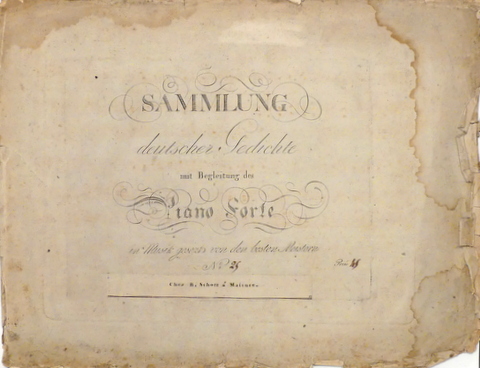 SAMMLUNG
deutscher Gedichte
mit Begleitung des
Piano Forte
in Musik gesetzt von den besten Meistern
Nº 25
Chez B. Schott à Maience.